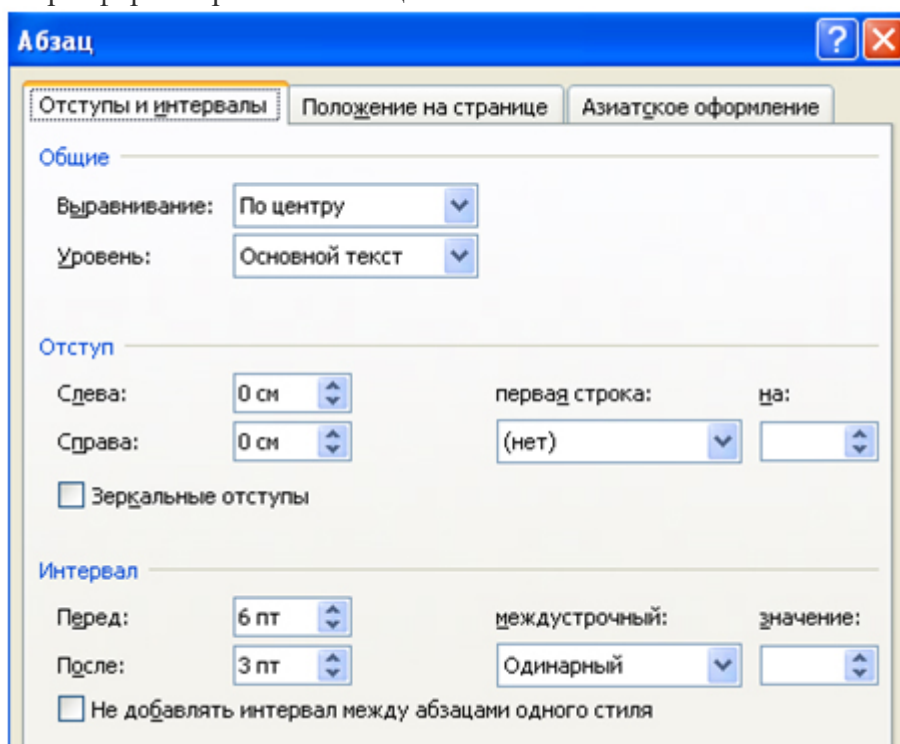 Абзац
Отступы и интервалы Положение на странице Азиатское оформление
Общие
Выравнивание: По центру
Уровень: Основной текст
Отступ
Слева: 0 см первая строка: на:
Справа: 0 см (нет)
Зеркальные отступы
Интервал
Перед: 6 пт междустрочный: значение:
После: 3 пт Одинарный
Не добавлять интервал между абзацами одного стиля